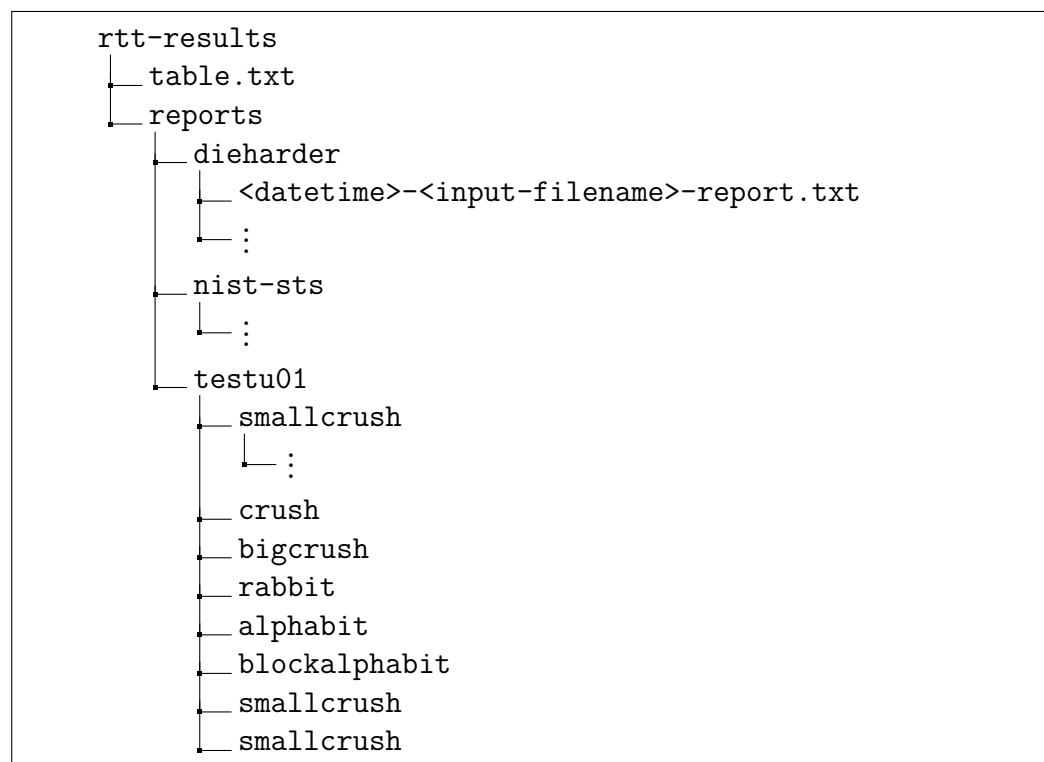 rtt-results
table.txt
reports
dieharder
<datetime>-<input-filename>-report.txt
⋮
nist-sts
⋮
testu01
smallcrush
⋮
crush
bigcrush
rabbit
alphabit
blockalphabit
smallcrush
smallcrush